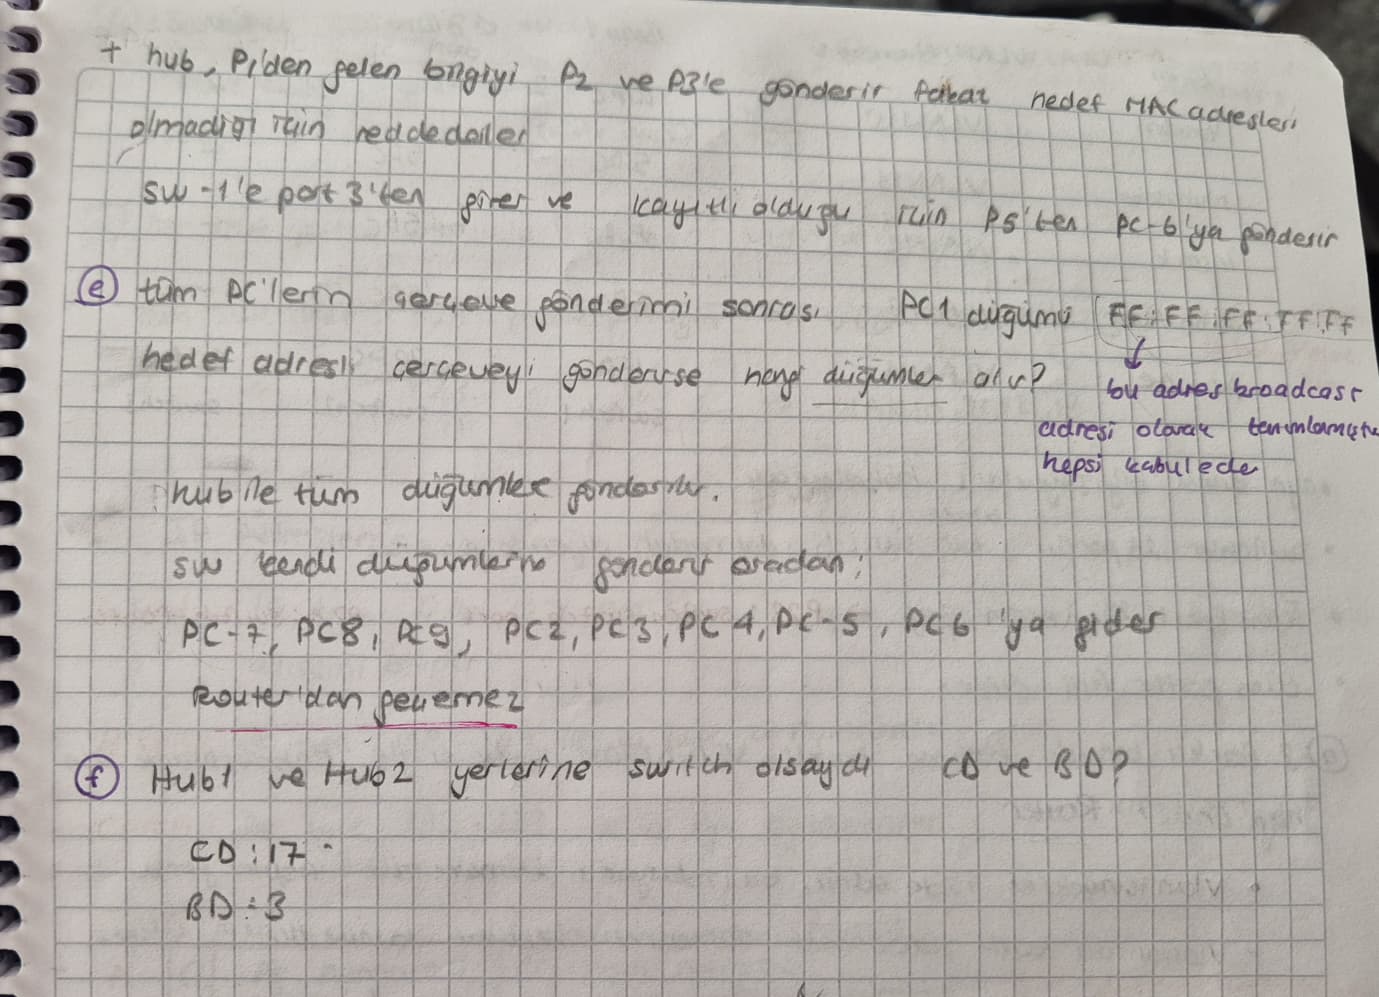 + hub, P1'den gelen bilgiyi P2 ve P3'e gönderir fakat hedef MAC adresleri
olmadığı için reddederler
SW-1'e port 3'ten girer ve kayıtlı olduğu için P5'ten PC-6'ya gönderir
e tüm PC'lerin çerçeve gönderimi sonrası PC1 düğümü FF:FF:FF:FF:FF
hedef adresli çerçeveyi gönderirse hangi düğümler alır?
↓
bu adres broadcast
adresi olarak tanımlamıştır
hepsi kabul eder
hub ile tüm düğümlere gönderilir.
sw kendi düğümlerine gönderir oradan;
PC-7, PC8, PC9, PC2, PC3, PC4, PC-5, PC6'ya gider
Router'dan geçemez
f Hub1 ve Hub2 yerlerine switch olsaydı CD ve BD?
CD : 17
BD : 3